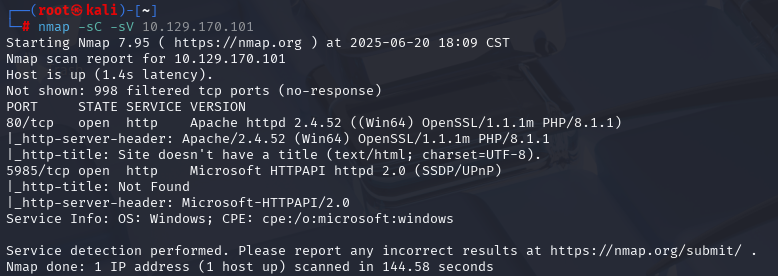 ┌──(root㉿kali)-[~]
└─# nmap -sC -sV 10.129.170.101
Starting Nmap 7.95 ( https://nmap.org ) at 2025-06-20 18:09 CST
Nmap scan report for 10.129.170.101
Host is up (1.4s latency).
Not shown: 998 filtered tcp ports (no-response)
PORT     STATE SERVICE VERSION
80/tcp   open  http    Apache httpd 2.4.52 ((Win64) OpenSSL/1.1.1m PHP/8.1.1)
|_http-server-header: Apache/2.4.52 (Win64) OpenSSL/1.1.1m PHP/8.1.1
|_http-title: Site doesn't have a title (text/html; charset=UTF-8).
5985/tcp open  http    Microsoft HTTPAPI httpd 2.0 (SSDP/UPnP)
|_http-title: Not Found
|_http-server-header: Microsoft-HTTPAPI/2.0
Service Info: OS: Windows; CPE: cpe:/o:microsoft:windows

Service detection performed. Please report any incorrect results at https://nmap.org/submit/ .
Nmap done: 1 IP address (1 host up) scanned in 144.58 seconds